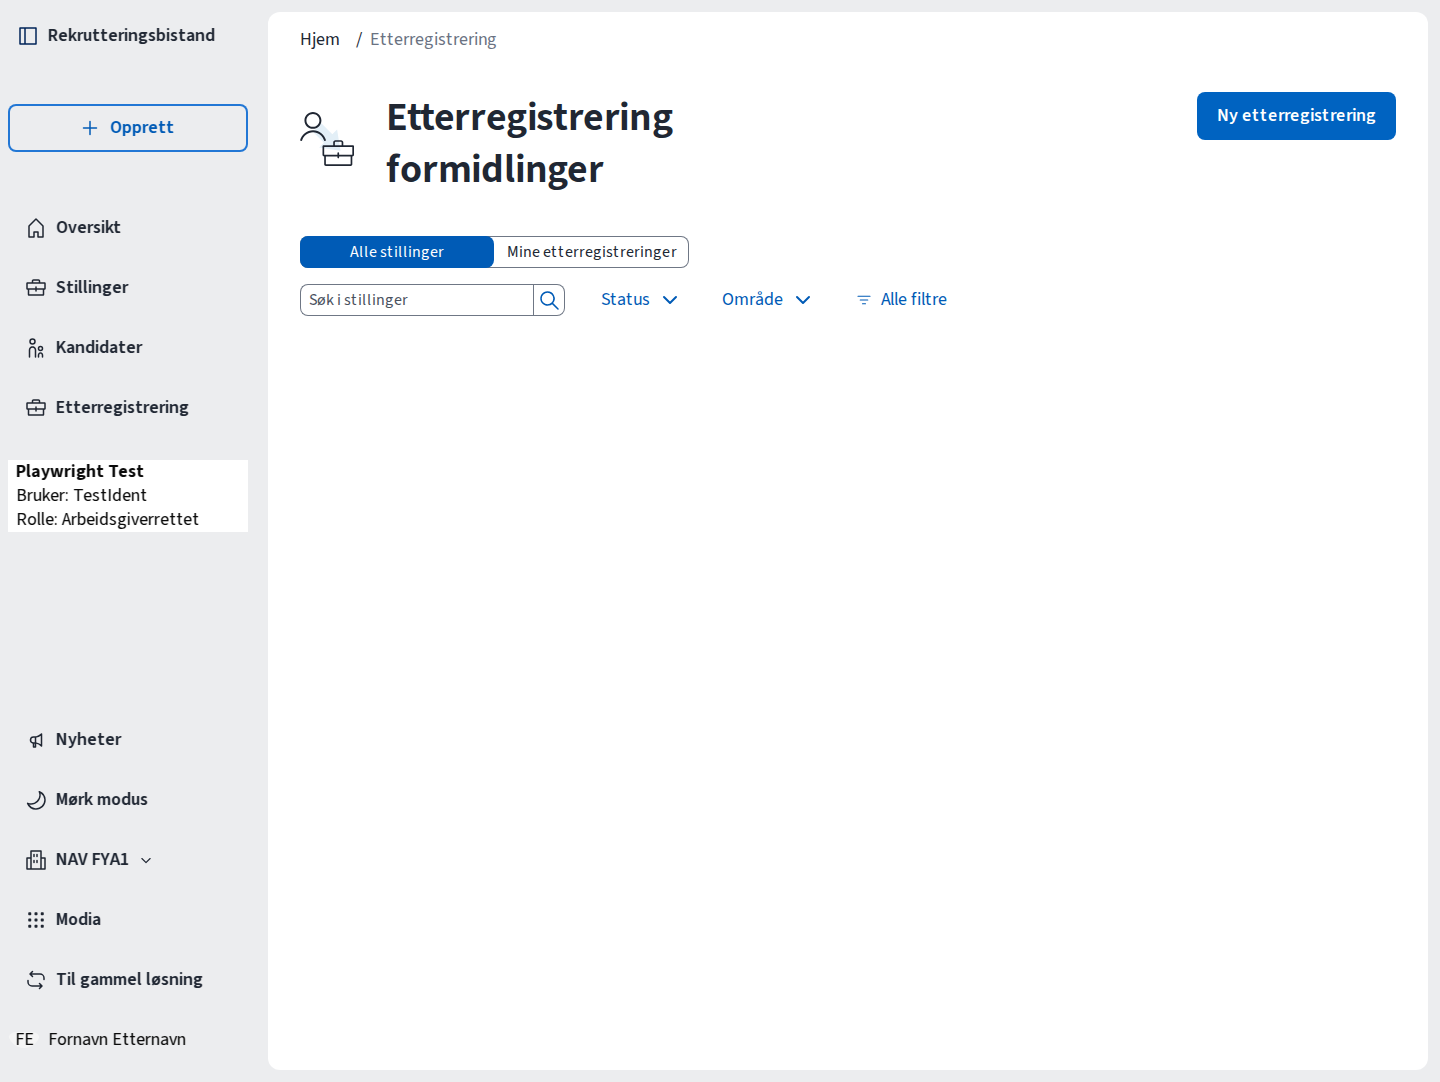 Rekrutteringsbistand
Opprett
Oversikt
Stillinger
Kandidater
Etterregistrering
Playwright Test
Bruker: TestIdent
Rolle: Arbeidsgiverrettet
Nyheter
Mørk modus
NAV FYA1
Modia
Til gammel løsning
FE Fornavn Etternavn
Hjem / Etterregistrering
Etterregistrering
formidlinger
Ny etterregistrering
Alle stillinger Mine etterregistreringer
Søk i stillinger Status Område Alle filtre